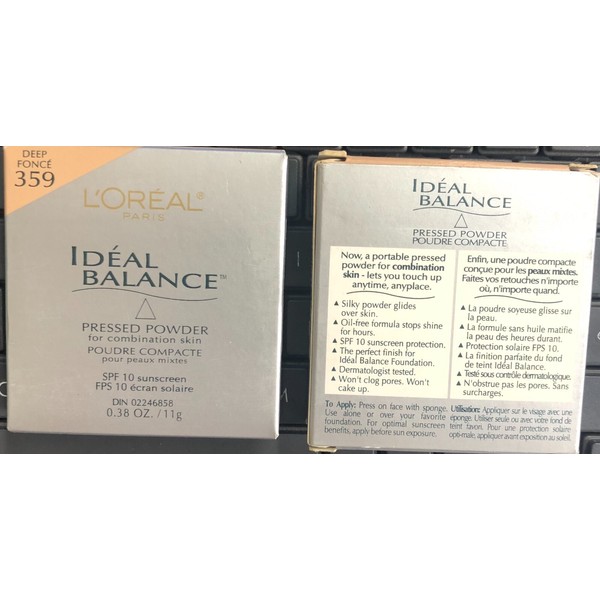 DEEP
FONCÉ
359
L'ORÉAL®
PARIS
IDÉAL
BALANCE™
PRESSED POWDER
for combination skin
POUDRE COMPACTE
pour peaux mixtes
SPF 10 sunscreen
FPS 10 écran solaire
DIN 02246858
0.38 OZ. / 11g
IDÉAL
BALANCE
PRESSED POWDER
POUDRE COMPACTE
Now, a portable pressed
powder for combination
skin - lets you touch up
anytime, anyplace.
▲ Silky powder glides
over skin.
▲ Oil-free formula stops shine
for hours.
▲ SPF 10 sunscreen protection.
▲ The perfect finish for
Idéal Balance Foundation.
▲ Dermatologist tested.
▲ Won't clog pores. Won't
cake up.
Enfin, une poudre compacte
conçue pour les peaux mixtes.
Faites vos retouches n'importe
où, n'importe quand.
▲ La poudre soyeuse glisse sur
la peau.
▲ La formule sans huile matifie
la peau des heures durant.
▲ Protection solaire FPS 10.
▲ La finition parfaite du fond
de teint Idéal Balance.
▲ Testé sous contrôle dermatologique.
▲ N'obstrue pas les pores. Sans
surcharges.
To Apply: Press on face with sponge.
Use alone or over your favorite
foundation. For optimal sunscreen
benefits, apply before sun exposure.
Utilisation: Appliquer sur le visage avec une
éponge. Utiliser seule ou avec votre fond de
teint favori. Pour une protection solaire
opti-male, appliquer avant exposition au soleil.